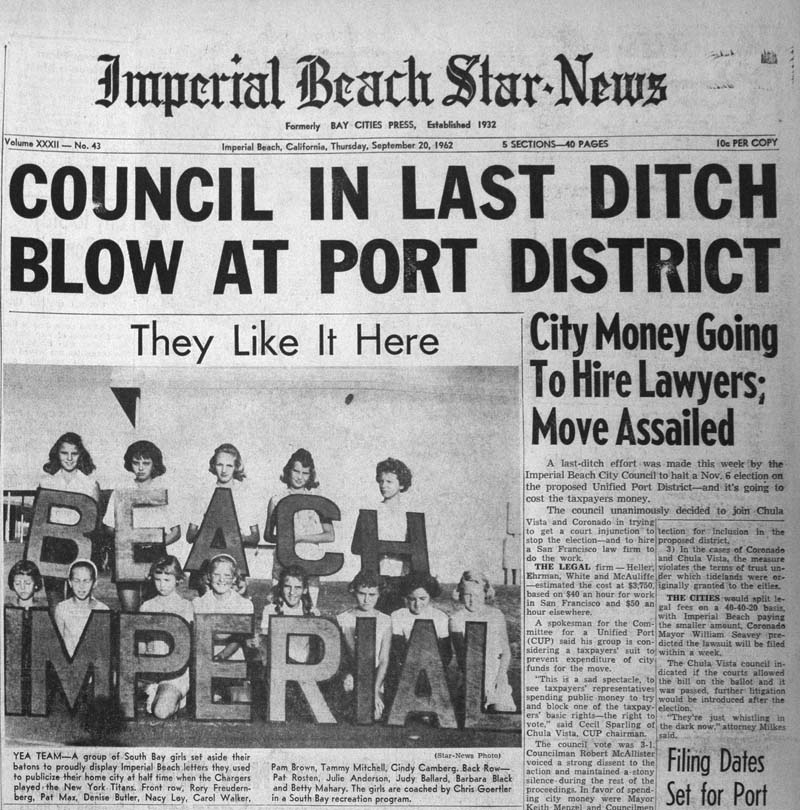 Imperial Beach Star-News
Formerly BAY CITIES PRESS, Established 1932
Volume XXXII — No. 43 Imperial Beach, California, Thursday, September 20, 1962 5 SECTIONS—40 PAGES 10c PER COPY
COUNCIL IN LAST DITCH
BLOW AT PORT DISTRICT
They Like It Here
BEACH
IMPERIAL
(Star-News Photo)
YEA TEAM—A group of South Bay girls set aside their
batons to proudly display Imperial Beach letters they used
to publicize their home city at half time when the Chargers
played the New York Titans. Front row, Rory Freudern-
berg, Pat Max, Denise Butler, Nacy Loy, Carol Walker,
Pam Brown, Tammy Mitchell, Cindy Camberg. Back Row—
Pat Rosten, Julie Anderson, Judy Ballard, Barbara Black
and Betty Mahary. The girls are coached by Chris Goertler
in a South Bay recreation program.
City Money Going
To Hire Lawyers;
Move Assailed
A last-ditch effort was made this week by the
Imperial Beach City Council to halt a Nov. 6 election on
the proposed Unified Port District—and it's going to
cost the taxpayers money.
The council unanimously decided to join Chula
Vista and Coronado in trying
to get a court injunction to
stop the election—and to hire
a San Francisco law firm to
do the work.
THE LEGAL firm — Heller,
Ehrman, White and McAuliffe
—estimated the cost at $3,750,
based on $40 an hour for work
in San Francisco and $50 an
hour elsewhere.
A spokesman for the Com-
mittee for a Unified Port
(CUP) said his group is con-
sidering a taxpayers' suit to
prevent expenditure of city
funds for the move.
"This is a sad spectacle, to
see taxpayers' representatives
spending public money to try
and block one of the taxpay-
ers' basic rights—the right to
vote," said Cecil Sparling of
Chula Vista, CUP chairman.
The council vote was 3-1.
Councilman Robert McAllister
voiced a strong dissent to the
action and maintained a stony
silence during the rest of the
proceedings. In favor of spend-
ing city money were Mayor
Keith Menzel and Councilmen
tection for inclusion in the
proposed district.
3) In the cases of Coronado
and Chula Vista, the measure
violates the terms of trust un-
der which tidelands were or-
iginally granted to the cities.
THE CITIES would split le-
gal fees on a 40-40-20 basis,
with Imperial Beach paying
the smaller amount. Coronado
Mayor William Seavey pre-
dicted the lawsuit will be filed
within a week.
The Chula Vista council in-
dicated if the courts allowed
the bill on the ballot and it
was passed, further litigation
would be introduced after the
election.
"They're just whistling in
the dark now," attorney Milkes
said.
Filing Dates
Set for Port